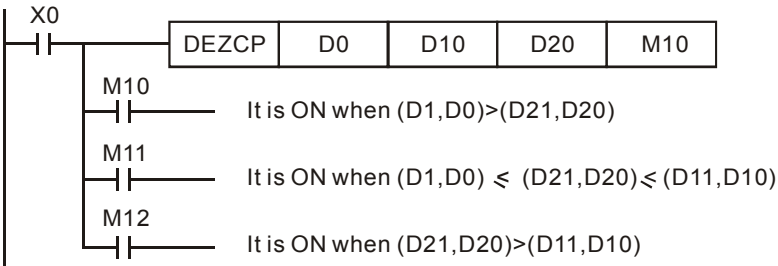 X0
DEZCP D0 D10 D20 M10
M10
It is ON when (D1,D0)>(D21,D20)
M11
It is ON when (D1,D0) ≤ (D21,D20) ≤ (D11,D10)
M12
It is ON when (D21,D20)>(D11,D10)